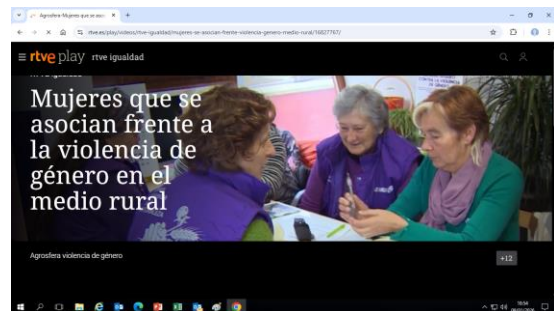 Agrosfera-Mujeres que se asoc
rtve.es/play/videos/rtve-igualdad/mujeres-se-asocian-frente-violencia-genero-medio-rural/16827767/
rtve play rtve igualdad
Mujeres que se
asocian frente a
la violencia de
género en el
medio rural
Agrosfera violencia de género
+12